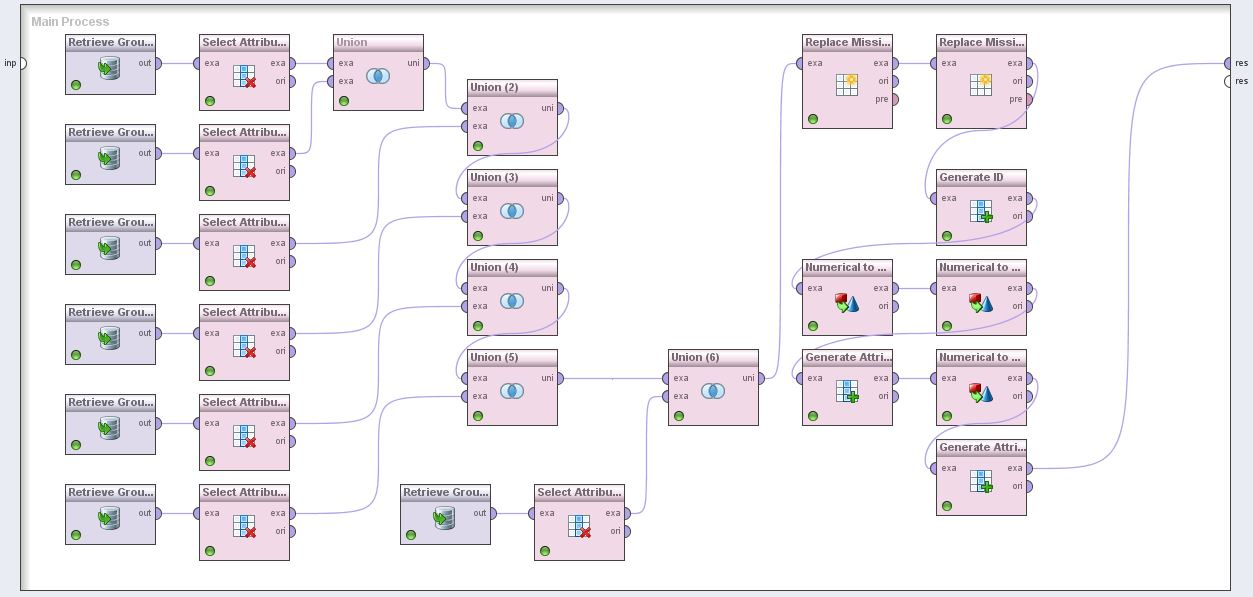 Main Process
inp
Retrieve Grou...
out
Select Attribu...
exa
exa
ori
Union
exa
exa
uni
Retrieve Grou...
out
Select Attribu...
exa
exa
ori
Retrieve Grou...
out
Select Attribu...
exa
exa
ori
Retrieve Grou...
out
Select Attribu...
exa
exa
ori
Retrieve Grou...
out
Select Attribu...
exa
exa
ori
Retrieve Grou...
out
Select Attribu...
exa
exa
ori
Union (2)
exa
exa
uni
Union (3)
exa
exa
uni
Union (4)
exa
exa
uni
Union (5)
exa
exa
uni
Retrieve Grou...
out
Select Attribu...
exa
exa
ori
Union (6)
exa
exa
uni
Replace Missi...
exa
exa
ori
pre
Replace Missi...
exa
exa
ori
pre
Generate ID
exa
exa
ori
Numerical to ...
exa
exa
ori
Numerical to ...
exa
exa
ori
Generate Attri...
exa
exa
ori
Numerical to ...
exa
exa
ori
Generate Attri...
exa
exa
ori
res
res